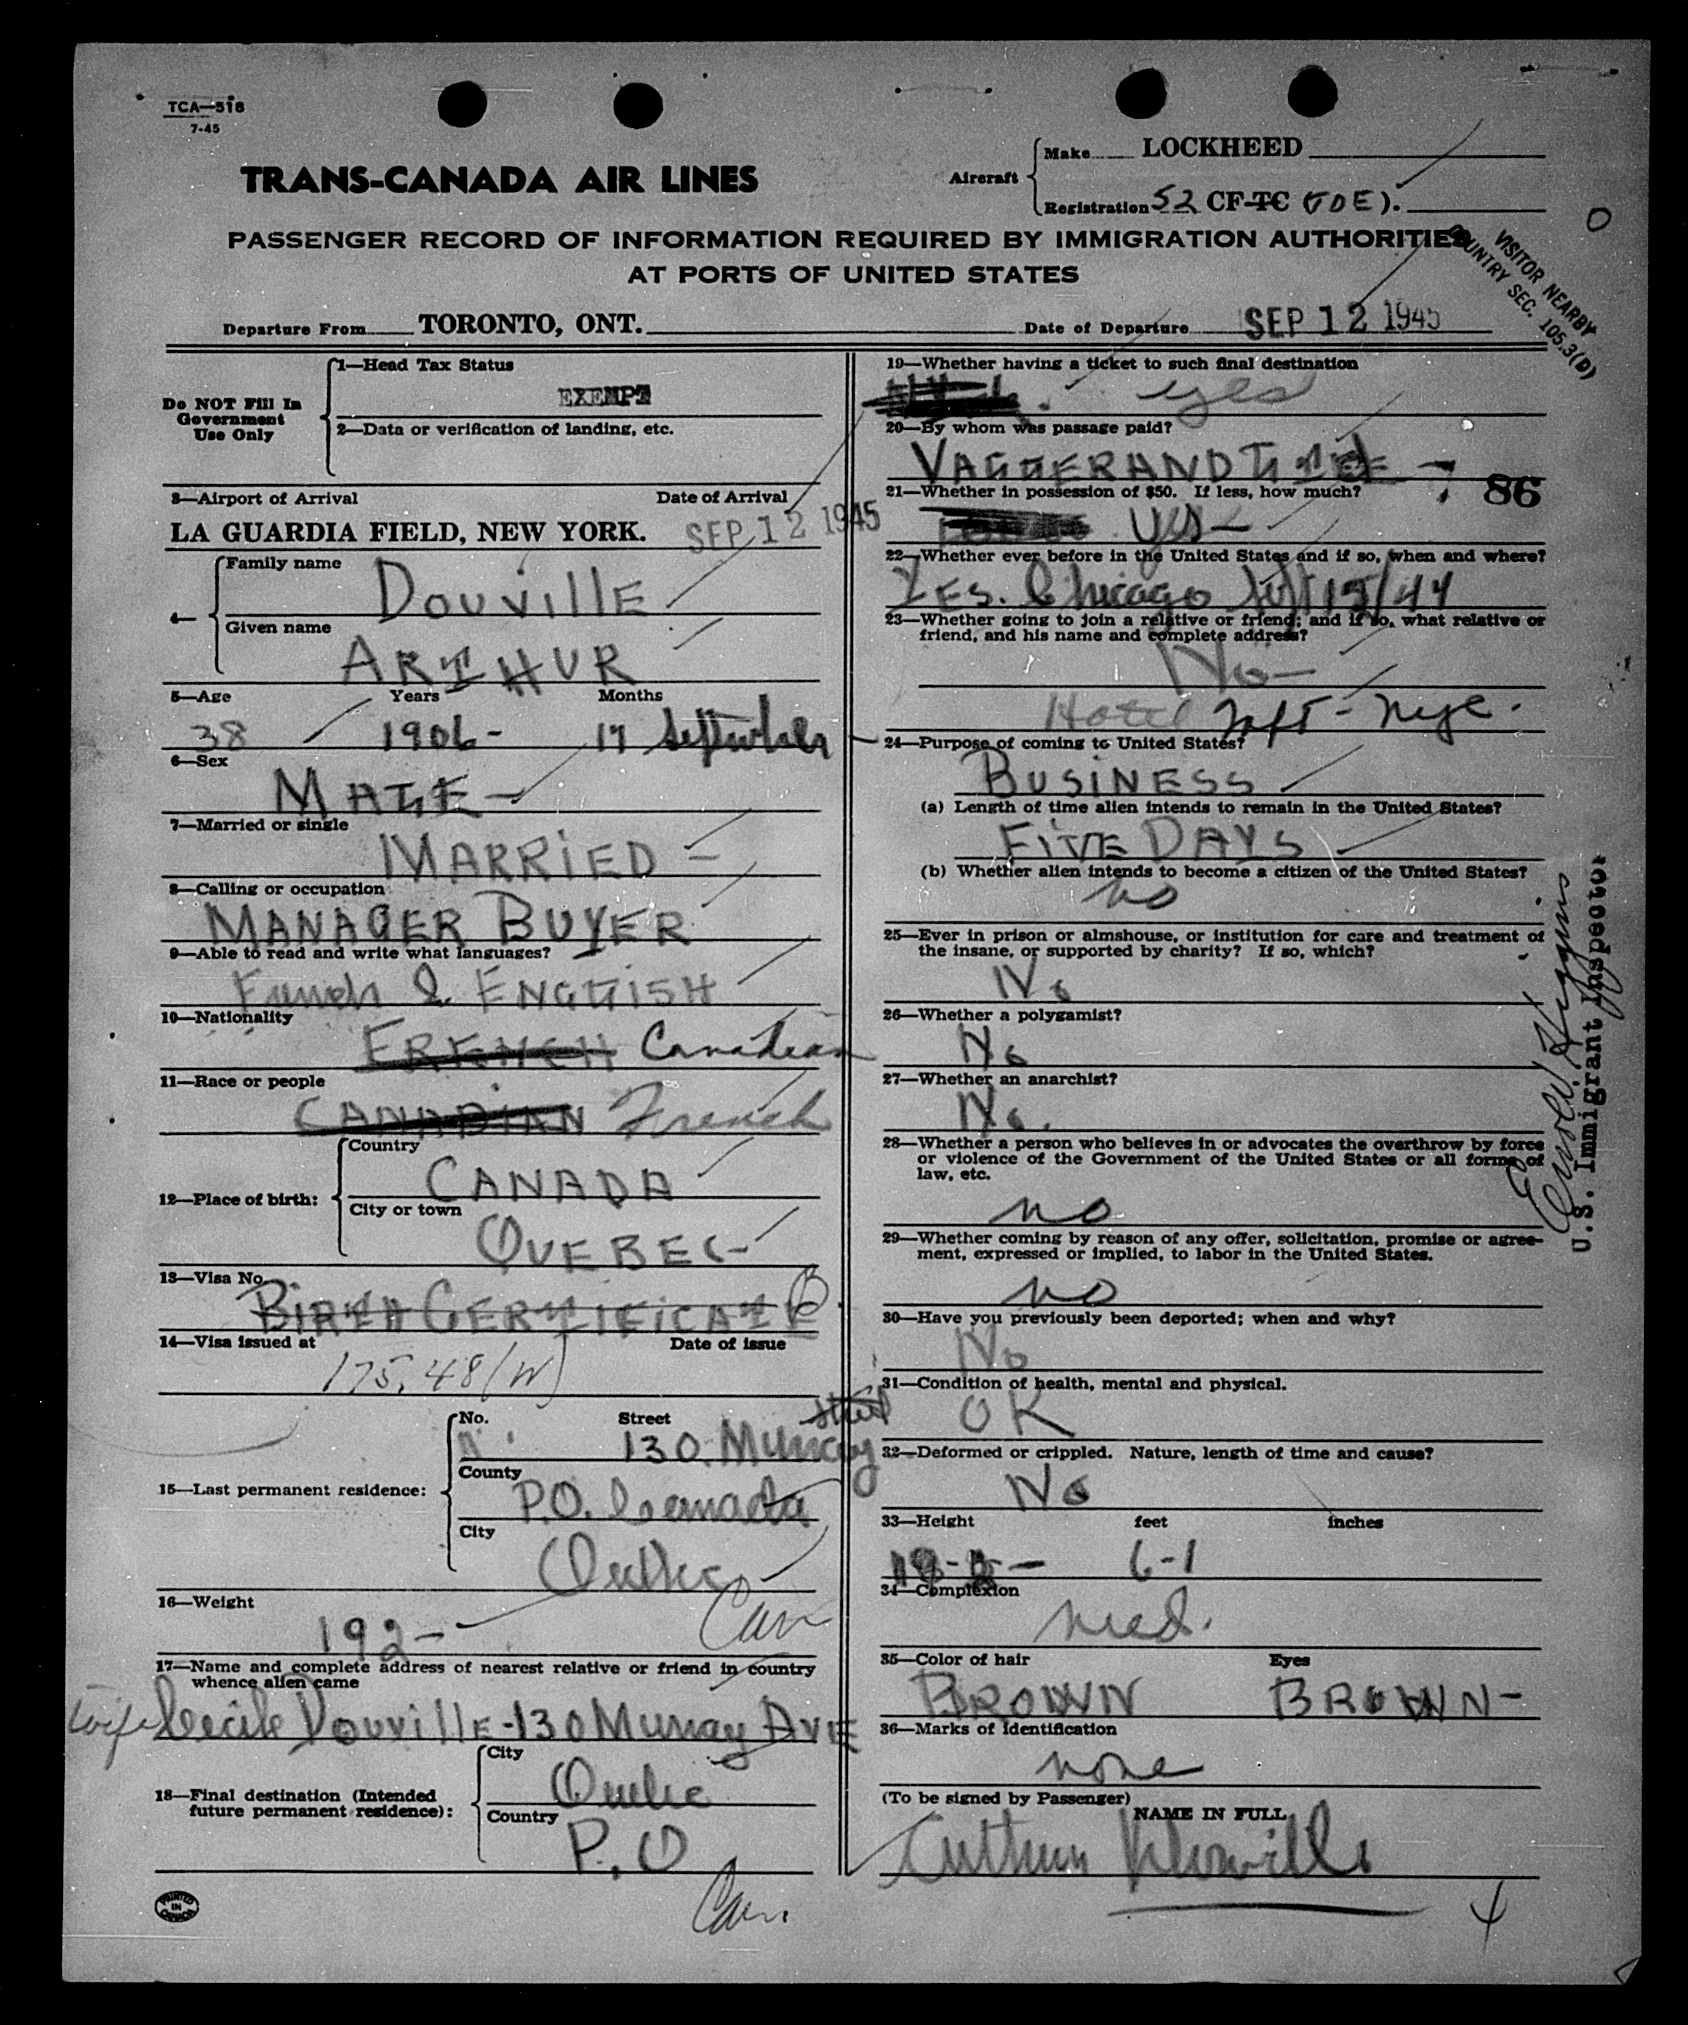 TCA—518
7-45
TRANS-CANADA AIR LINES
Aircraft
Make LOCKHEED
Registration 52 CF-TC (TDE).
PASSENGER RECORD OF INFORMATION REQUIRED BY IMMIGRATION AUTHORITIES
AT PORTS OF UNITED STATES
VISITOR NEARBY
COUNTRY SEC. 105.3(D)
Departure From TORONTO, ONT. Date of Departure SEP 12 1945
Do NOT Fill In
Government
Use Only
1—Head Tax Status
EXEMPT
2—Data or verification of landing, etc.
3—Airport of Arrival Date of Arrival
LA GUARDIA FIELD, NEW YORK. SEP 12 1945
4—
Family name
DOUVILLE
Given name
ARTHUR
5—Age Years Months
38 1906- 17 September
6—Sex
MALE —
7—Married or single
MARRIED —
8—Calling or occupation
MANAGER BUYER
9—Able to read and write what languages?
French & ENGLISH
10—Nationality
FRENCH Canadian
11—Race or people
CANADIAN French
12—Place of birth:
Country
CANADA
City or town
QUEBEC-
13—Visa No.
BIRTH CERTIFICATE
14—Visa issued at Date of issue
175.48(W)
15—Last permanent residence:
No. Street
130 Murray
Street
County
P.Q. Canada
City
Quebec
16—Weight
192- Can
17—Name and complete address of nearest relative or friend in country
whence alien came
wife Cecile DOUVILLE-130 Murray AVE
18—Final destination (Intended
future permanent residence):
City
Quebec
Country
P.Q
Can.
PRINTED
IN
CANADA
19—Whether having a ticket to such final destination
yes
20—By whom was passage paid?
21—Whether in possession of $50. If less, how much?
86
yes —
22—Whether ever before in the United States and if so, when and where?
YES. Chicago Sept 15/44
23—Whether going to join a relative or friend; and if so, what relative or
friend, and his name and complete address?
No —
Hotel Taft - Nyc.
24—Purpose of coming to United States?
BUSINESS
(a) Length of time alien intends to remain in the United States?
FIVE DAYS
(b) Whether alien intends to become a citizen of the United States?
no
25—Ever in prison or almshouse, or institution for care and treatment of
the insane, or supported by charity? If so, which?
No
26—Whether a polygamist?
No
27—Whether an anarchist?
No.
28—Whether a person who believes in or advocates the overthrow by force
or violence of the Government of the United States or all forms of
law, etc.
no
29—Whether coming by reason of any offer, solicitation, promise or agree-
ment, expressed or implied, to labor in the United States.
no
30—Have you previously been deported; when and why?
No
31—Condition of health, mental and physical.
OK
32—Deformed or crippled. Nature, length of time and cause?
No
33—Height feet inches
6-1
34—Complexion
med.
35—Color of hair Eyes
BROWN BROWN-
36—Marks of identification
none
(To be signed by Passenger)
NAME IN FULL
Arthur Douville
U.S. Immigrant Inspector